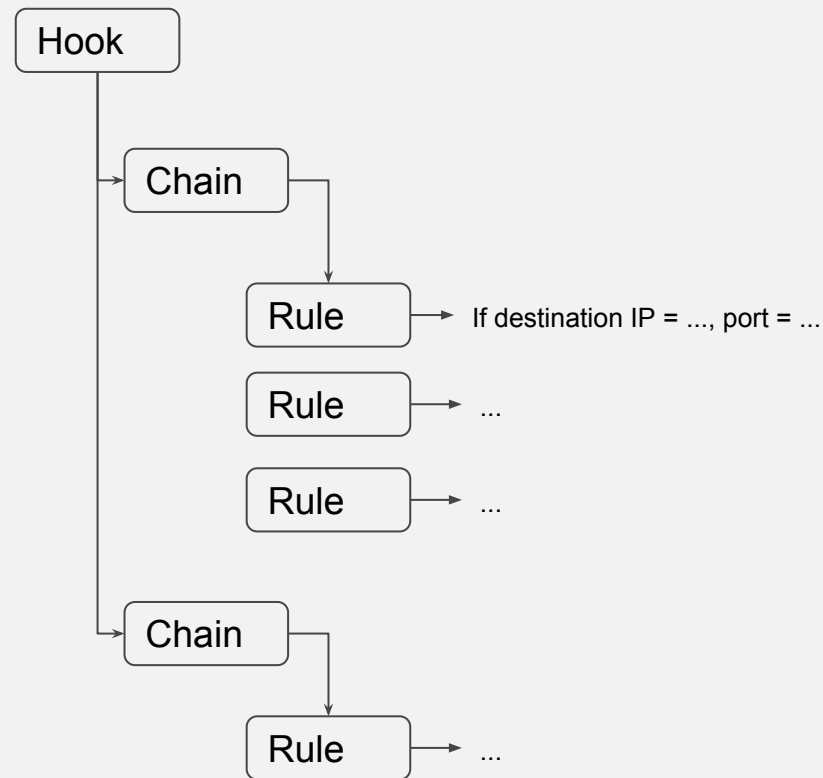 Hook
Chain
Rule
If destination IP = ..., port = ...
Rule
...
Rule
...
Chain
Rule
...